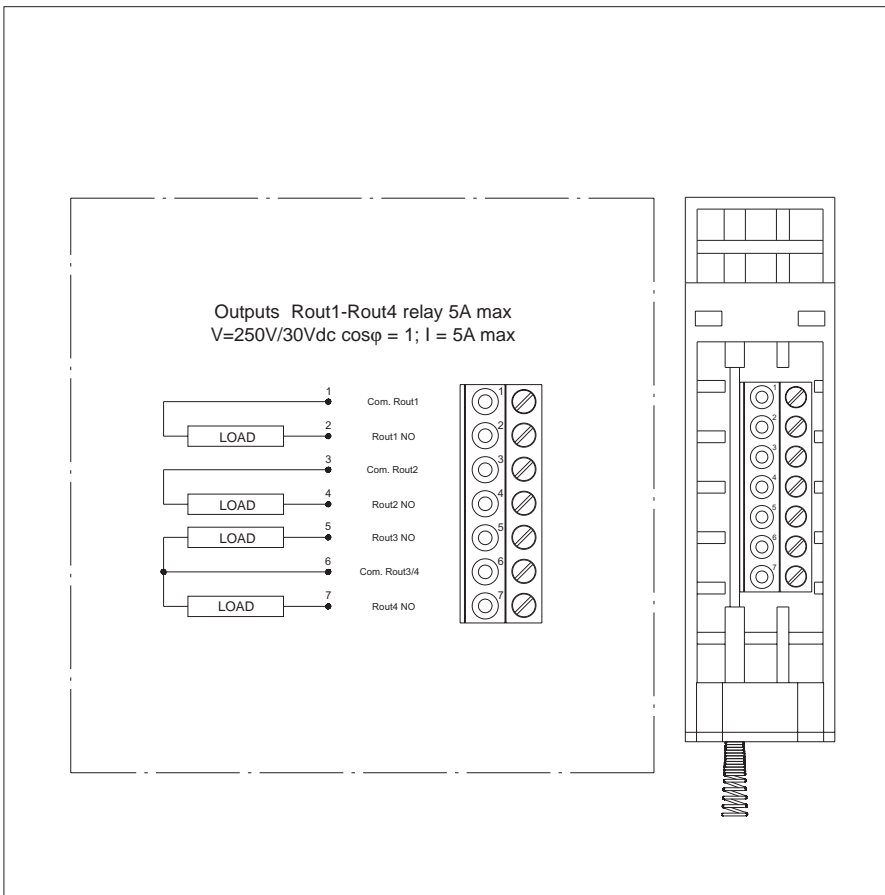 Outputs Rout1-Rout4 relay 5A max
V=250V/30Vdc cosφ = 1; I = 5A max
1 Com. Rout1 1
LOAD 2 Rout1 NO 2
3 Com. Rout2 3
LOAD 4 Rout2 NO 4
LOAD 5 Rout3 NO 5
6 Com. Rout3/4 6
LOAD 7 Rout4 NO 7
1
2
3
4
5
6
7